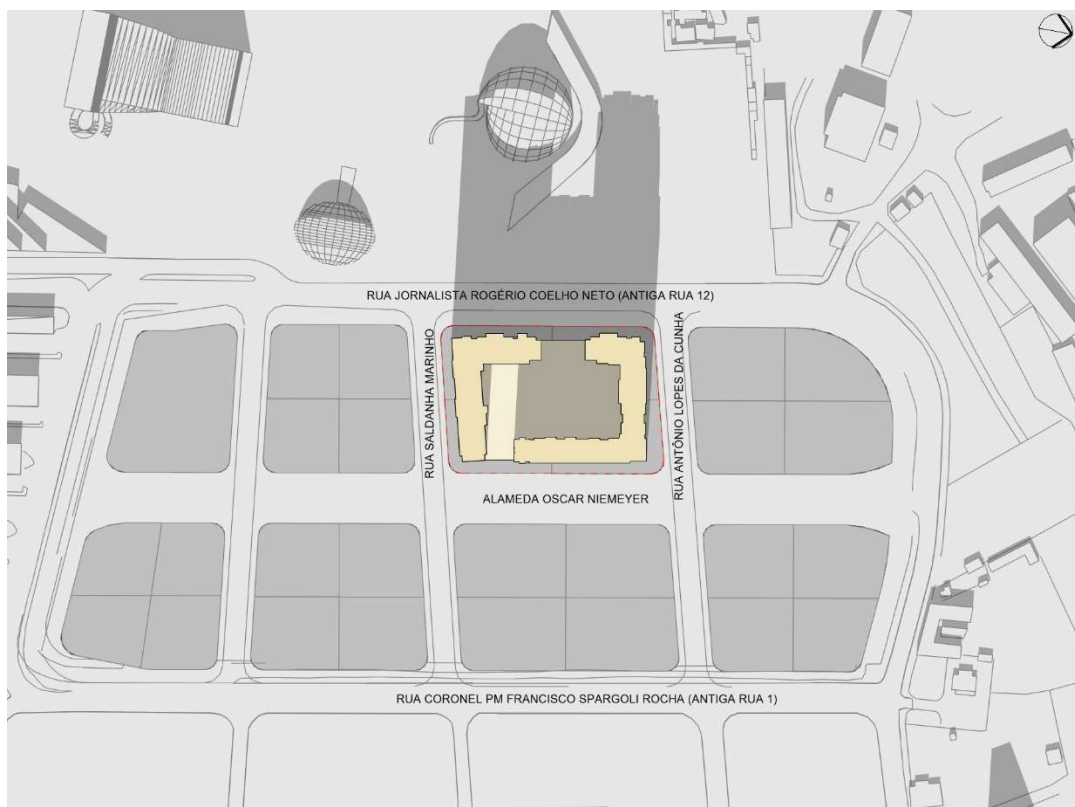 RUA JORNALISTA ROGÉRIO COELHO NETO (ANTIGA RUA 12)
RUA SALDANHA MARINHO
RUA ANTÔNIO LOPES DA CUNHA
ALAMEDA OSCAR NIEMEYER
RUA CORONEL PM FRANCISCO SPARGOLI ROCHA (ANTIGA RUA 1)